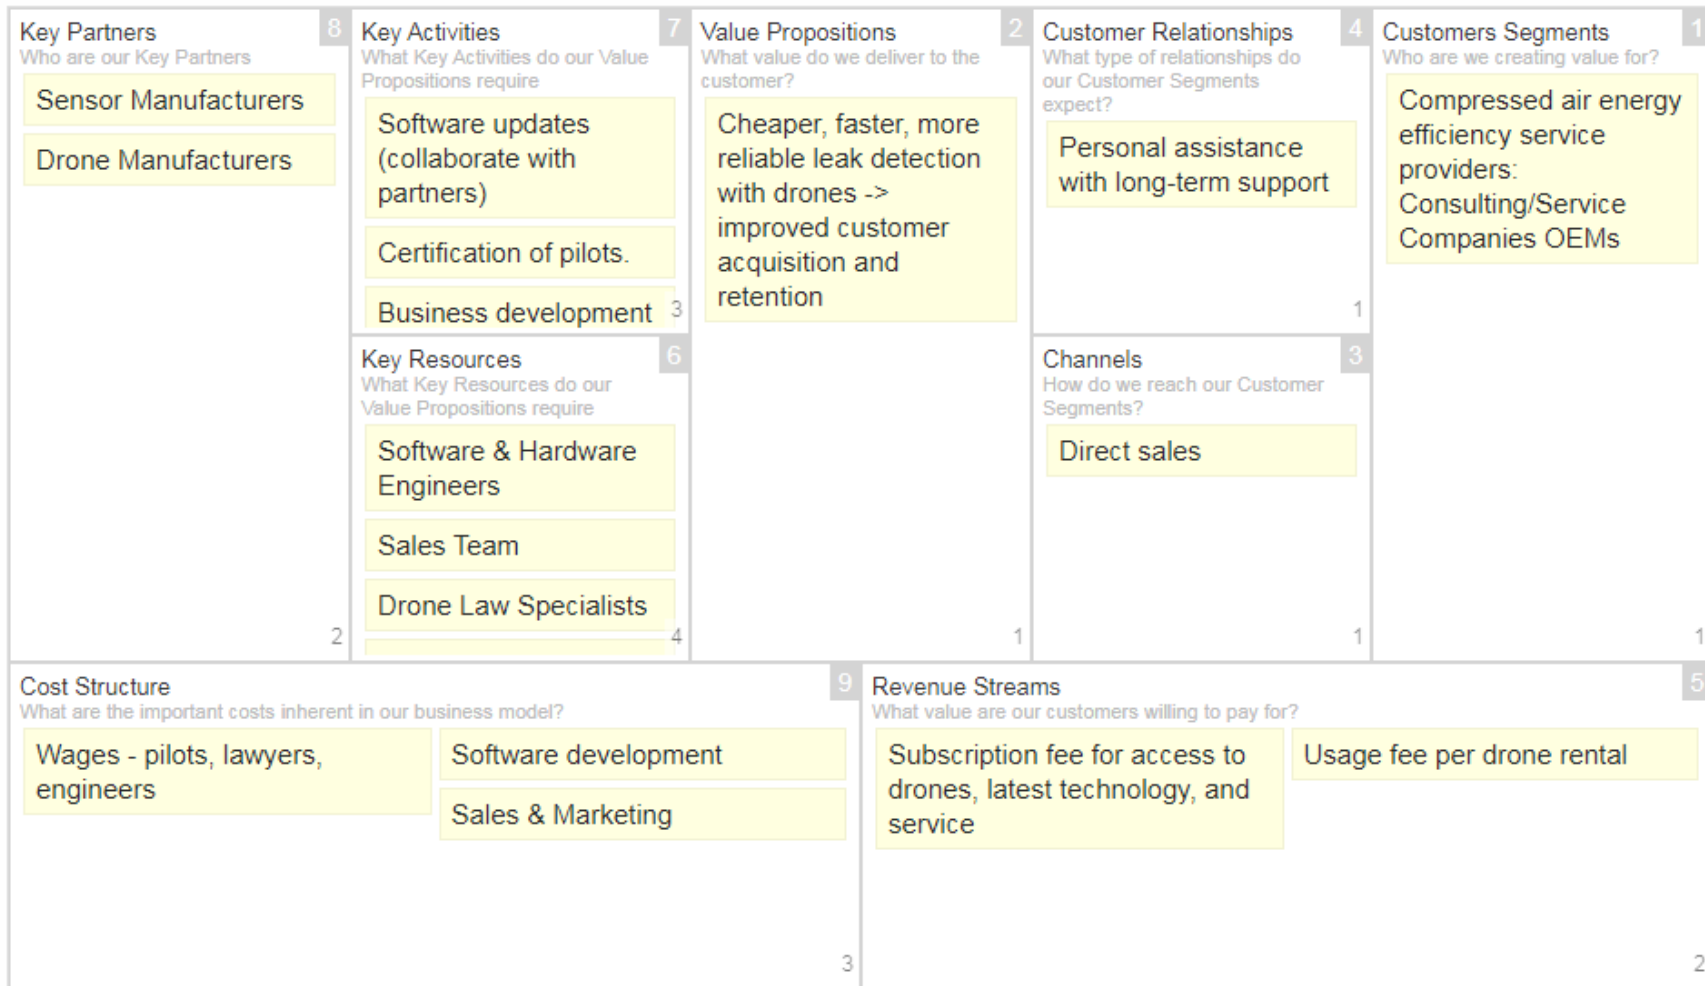 Key Partners
8
Who are our Key Partners
Sensor Manufacturers
Drone Manufacturers
2
Key Activities
7
What Key Activities do our Value
Propositions require
Software updates
(collaborate with
partners)
Certification of pilots.
Business development
3
Key Resources
6
What Key Resources do our
Value Propositions require
Software & Hardware
Engineers
Sales Team
Drone Law Specialists
4
Value Propositions
2
What value do we deliver to the
customer?
Cheaper, faster, more
reliable leak detection
with drones ->
improved customer
acquisition and
retention
1
Customer Relationships
4
What type of relationships do
our Customer Segments
expect?
Personal assistance
with long-term support
1
Channels
3
How do we reach our Customer
Segments?
Direct sales
1
Customers Segments
1
Who are we creating value for?
Compressed air energy
efficiency service
providers:
Consulting/Service
Companies OEMs
1
Cost Structure
9
What are the important costs inherent in our business model?
Wages - pilots, lawyers,
engineers
Software development
Sales & Marketing
3
Revenue Streams
5
What value are our customers willing to pay for?
Subscription fee for access to
drones, latest technology, and
service
Usage fee per drone rental
2